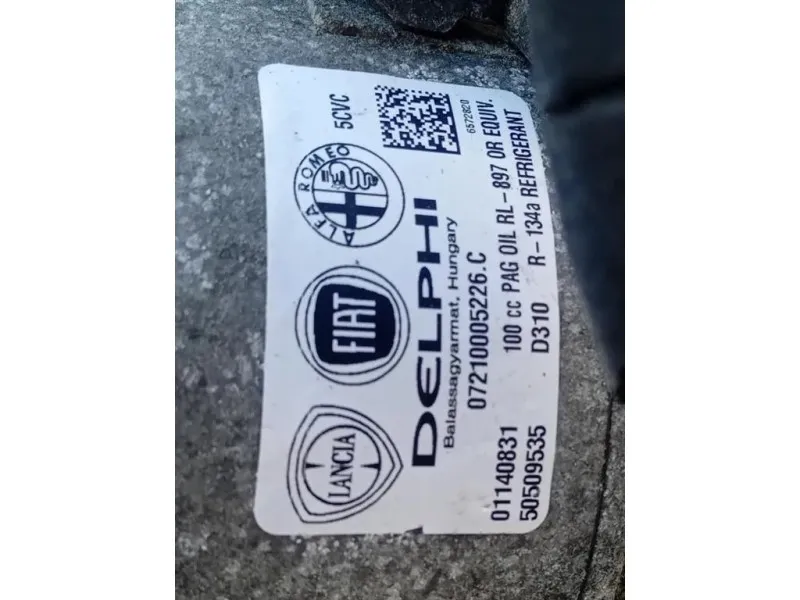 LANCIA
FIAT
ALFA ROMEO
5CVC
DELPHI
Balassagyarmat, Hungary
07210005226.C
6572820
01140831
100 cc PAG OIL RL-897 OR EQUIV.
50509535
D310
R-134a REFRIGERANT